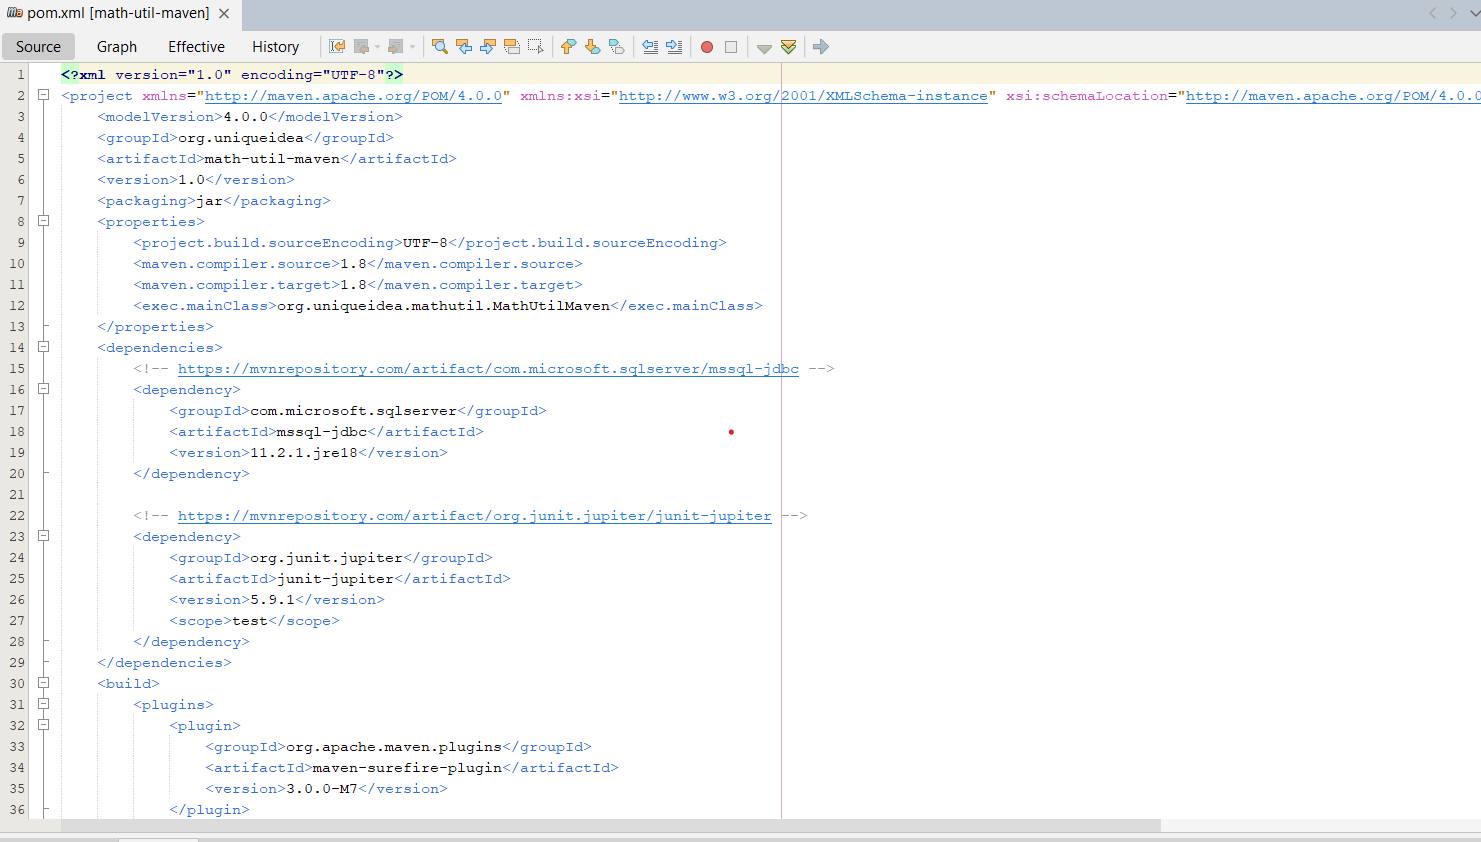 pom.xml [math-util-maven]
Source Graph Effective History
1 <?xml version="1.0" encoding="UTF-8"?>
2 <project xmlns="http://maven.apache.org/POM/4.0.0" xmlns:xsi="http://www.w3.org/2001/XMLSchema-instance" xsi:schemaLocation="http://maven.apache.org/POM/4.0.0
3 <modelVersion>4.0.0</modelVersion>
4 <groupId>org.uniqueidea</groupId>
5 <artifactId>math-util-maven</artifactId>
6 <version>1.0</version>
7 <packaging>jar</packaging>
8 <properties>
9 <project.build.sourceEncoding>UTF-8</project.build.sourceEncoding>
10 <maven.compiler.source>1.8</maven.compiler.source>
11 <maven.compiler.target>1.8</maven.compiler.target>
12 <exec.mainClass>org.uniqueidea.mathutil.MathUtilMaven</exec.mainClass>
13 </properties>
14 <dependencies>
15 <!-- https://mvnrepository.com/artifact/com.microsoft.sqlserver/mssql-jdbc -->
16 <dependency>
17 <groupId>com.microsoft.sqlserver</groupId>
18 <artifactId>mssql-jdbc</artifactId>
19 <version>11.2.1.jre18</version>
20 </dependency>
21
22 <!-- https://mvnrepository.com/artifact/org.junit.jupiter/junit-jupiter -->
23 <dependency>
24 <groupId>org.junit.jupiter</groupId>
25 <artifactId>junit-jupiter</artifactId>
26 <version>5.9.1</version>
27 <scope>test</scope>
28 </dependency>
29 </dependencies>
30 <build>
31 <plugins>
32 <plugin>
33 <groupId>org.apache.maven.plugins</groupId>
34 <artifactId>maven-surefire-plugin</artifactId>
35 <version>3.0.0-M7</version>
36 </plugin>